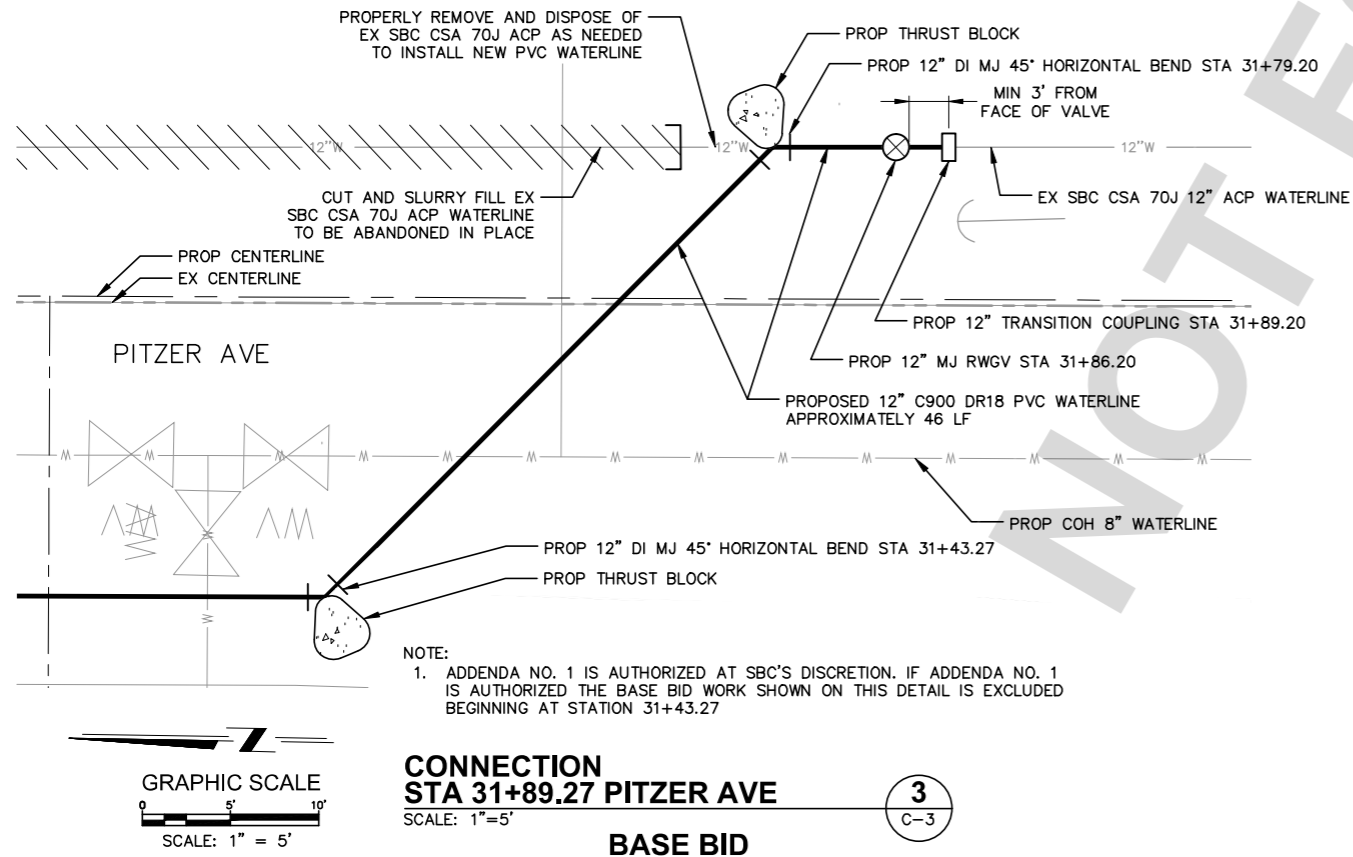 PROPERLY REMOVE AND DISPOSE OF
EX SBC CSA 70J ACP AS NEEDED
TO INSTALL NEW PVC WATERLINE
PROP THRUST BLOCK
PROP 12" DI MJ 45° HORIZONTAL BEND STA 31+79.20
MIN 3' FROM
FACE OF VALVE
12"W
12"W
12"W
CUT AND SLURRY FILL EX
SBC CSA 70J ACP WATERLINE
TO BE ABANDONED IN PLACE
EX SBC CSA 70J 12" ACP WATERLINE
PROP CENTERLINE
EX CENTERLINE
PROP 12" TRANSITION COUPLING STA 31+89.20
PITZER AVE
PROP 12" MJ RWGV STA 31+86.20
PROPOSED 12" C900 DR18 PVC WATERLINE
APPROXIMATELY 46 LF
W W W W W W W W W W W W W
W
W
PROP COH 8" WATERLINE
PROP 12" DI MJ 45° HORIZONTAL BEND STA 31+43.27
PROP THRUST BLOCK
NOTE:
1. ADDENDA NO. 1 IS AUTHORIZED AT SBC'S DISCRETION. IF ADDENDA NO. 1
IS AUTHORIZED THE BASE BID WORK SHOWN ON THIS DETAIL IS EXCLUDED
BEGINNING AT STATION 31+43.27
GRAPHIC SCALE
0 5' 10'
SCALE: 1" = 5'
CONNECTION
STA 31+89.27 PITZER AVE
SCALE: 1"=5'
3
C-3
BASE BID
NOT